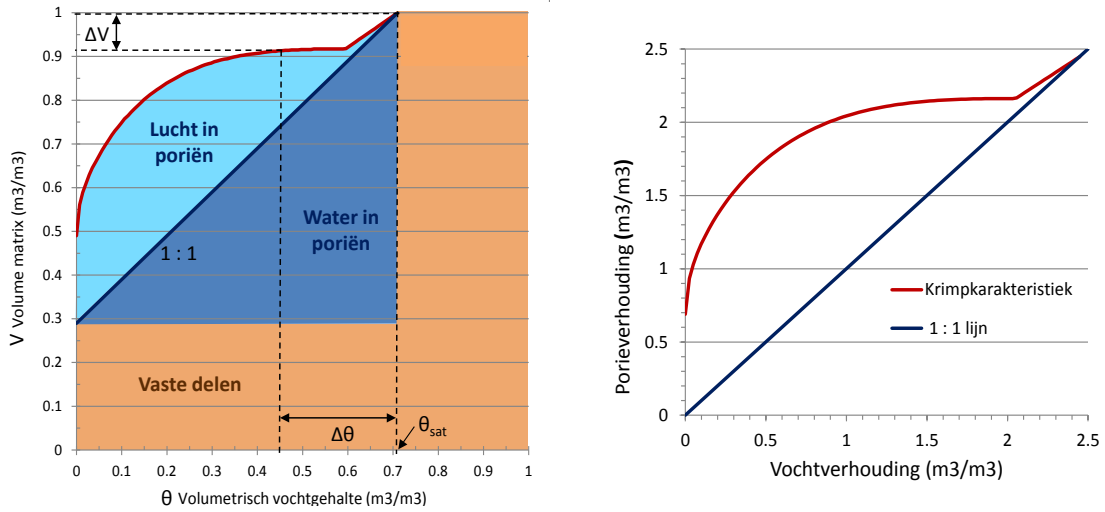 1
0.9
0.8
0.7
0.6
0.5
0.4
0.3
0.2
0.1
0
V Volume matrix (m3/m3)
ΔV
Lucht in
poriën
Water in
poriën
1 : 1
Vaste delen
Δθ
θsat
0 0.1 0.2 0.3 0.4 0.5 0.6 0.7 0.8 0.9 1
θ Volumetrisch vochtgehalte (m3/m3)
2.5
2
1.5
1
0.5
0
Porieverhouding (m3/m3)
Krimpkarakteristiek
1 : 1 lijn
0 0.5 1 1.5 2 2.5
Vochtverhouding (m3/m3)